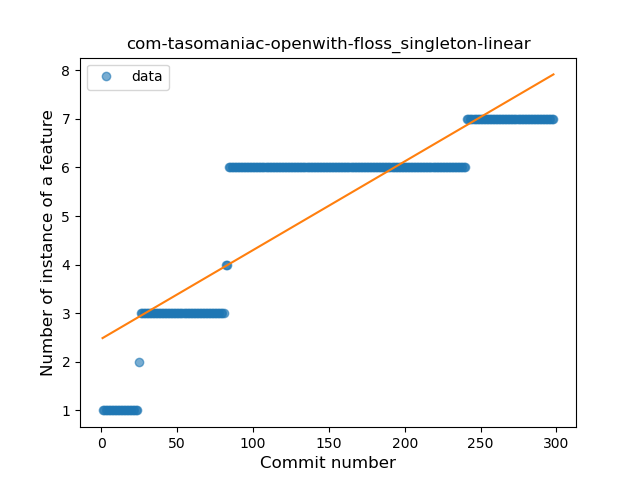 com-tasomaniac-openwith-floss_singleton-linear
data
Number of instance of a feature
8
7
6
5
4
3
2
1
0 50 100 150 200 250 300
Commit number